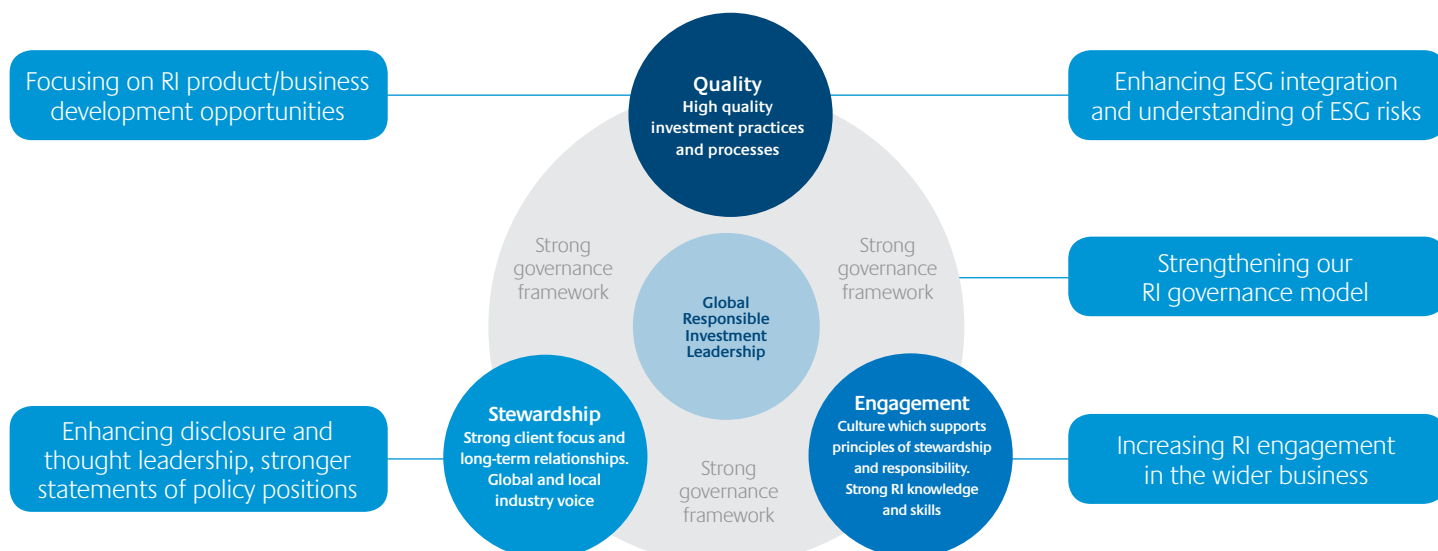 Focusing on RI product/business
development opportunities
Quality
High quality
investment practices
and processes
Enhancing ESG integration
and understanding of ESG risks
Strong
governance
framework
Strong
governance
framework
Strengthening our
RI governance model
Global
Responsible
Investment
Leadership
Enhancing disclosure and
thought leadership, stronger
statements of policy positions
Stewardship
Strong client focus and
long-term relationships.
Global and local
industry voice
Strong
governance
framework
Engagement
Culture which supports
principles of stewardship
and responsibility.
Strong RI knowledge
and skills
Increasing RI engagement
in the wider business